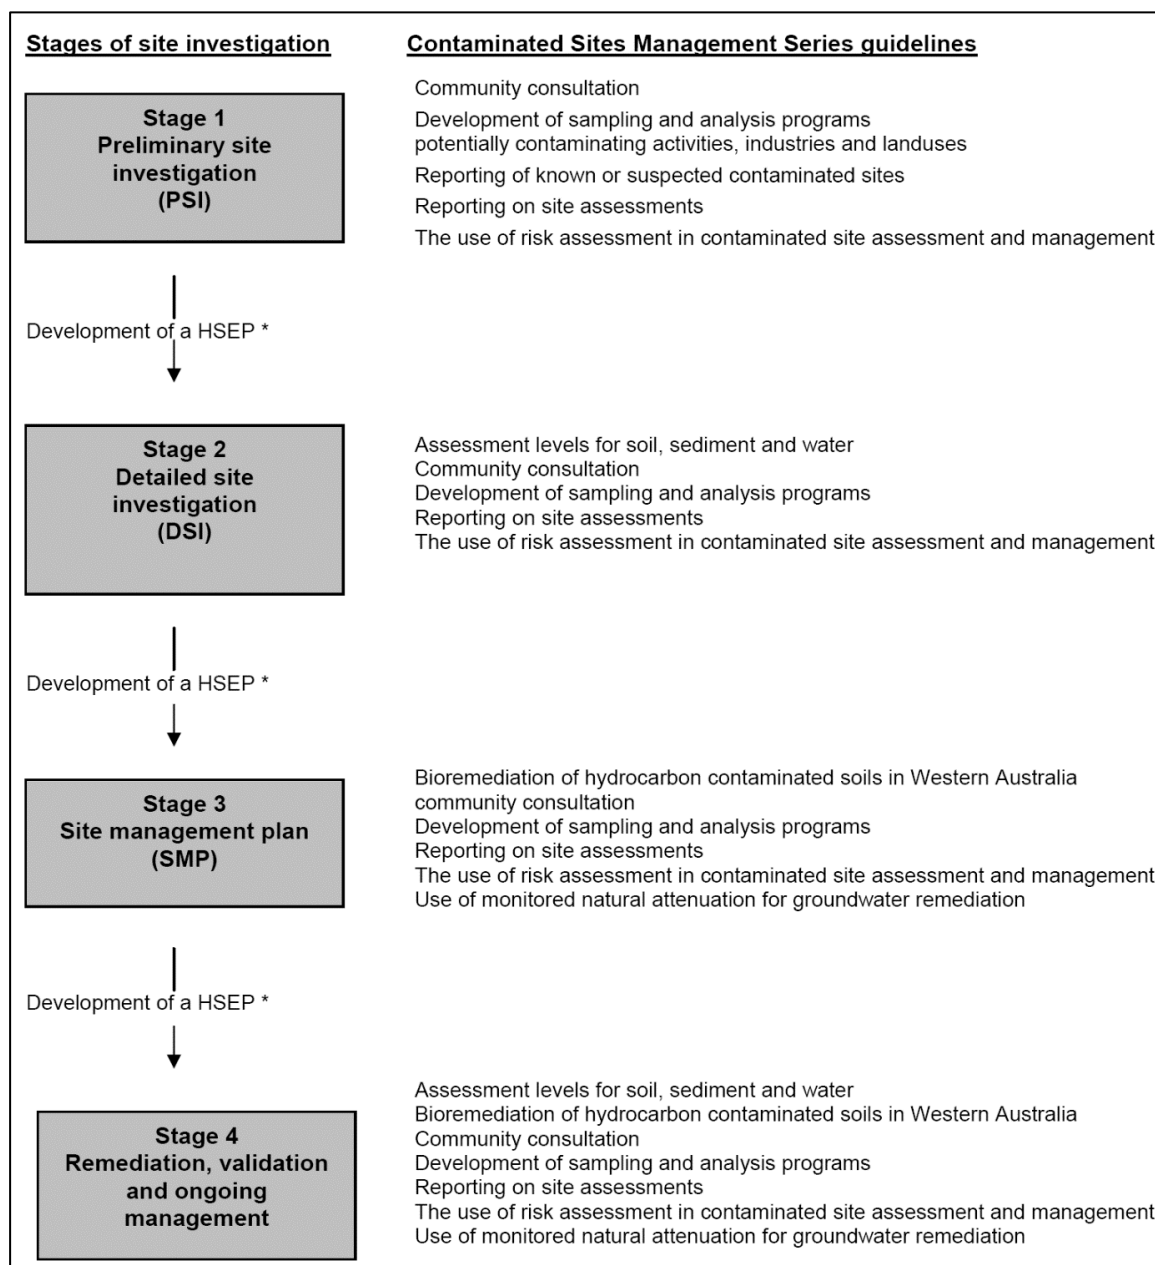 Stages of site investigation
Contaminated Sites Management Series guidelines
Stage 1
Preliminary site
investigation
(PSI)
Community consultation
Development of sampling and analysis programs
potentially contaminating activities, industries and landuses
Reporting of known or suspected contaminated sites
Reporting on site assessments
The use of risk assessment in contaminated site assessment and management
Development of a HSEP *
Stage 2
Detailed site
investigation
(DSI)
Assessment levels for soil, sediment and water
Community consultation
Development of sampling and analysis programs
Reporting on site assessments
The use of risk assessment in contaminated site assessment and management
Development of a HSEP *
Stage 3
Site management plan
(SMP)
Bioremediation of hydrocarbon contaminated soils in Western Australia
community consultation
Development of sampling and analysis programs
Reporting on site assessments
The use of risk assessment in contaminated site assessment and management
Use of monitored natural attenuation for groundwater remediation
Development of a HSEP *
Stage 4
Remediation, validation
and ongoing
management
Assessment levels for soil, sediment and water
Bioremediation of hydrocarbon contaminated soils in Western Australia
Community consultation
Development of sampling and analysis programs
Reporting on site assessments
The use of risk assessment in contaminated site assessment and management
Use of monitored natural attenuation for groundwater remediation